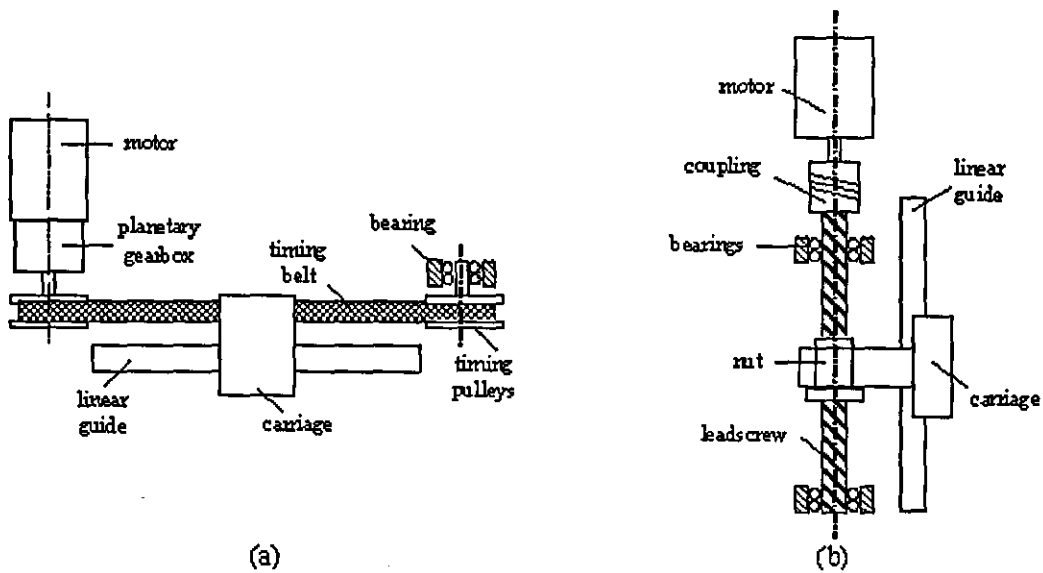 motor
planetary
gearbox
timing
belt
bearing
linear
guide
carriage
timing
pulleys
(a)
motor
coupling
linear
guide
bearings
nut
carriage
leadscrew
(b)